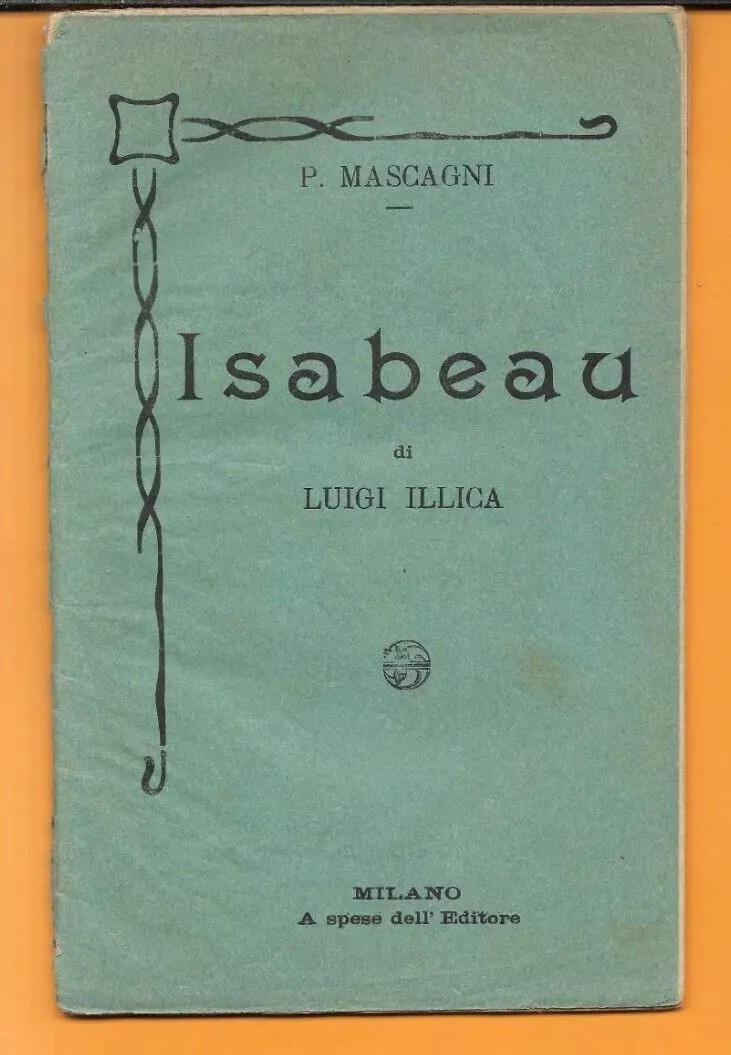 P. MASCAGNI
Isabeau
di
LUIGI ILLICA
MILANO
A spese dell' Editore